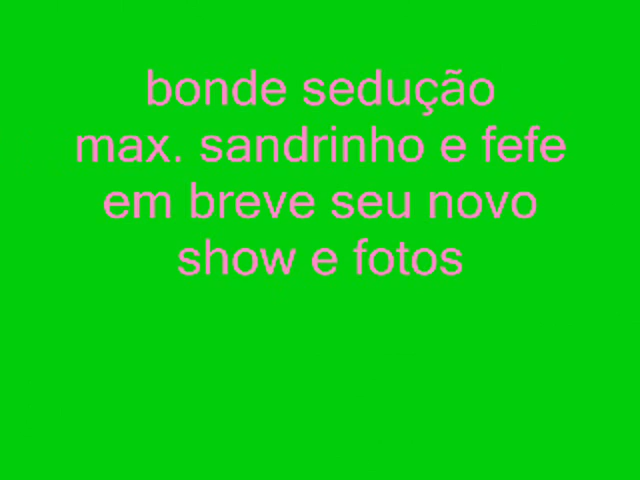 bonde sedução
max. sandrinho e fefe
em breve seu novo
show e fotos